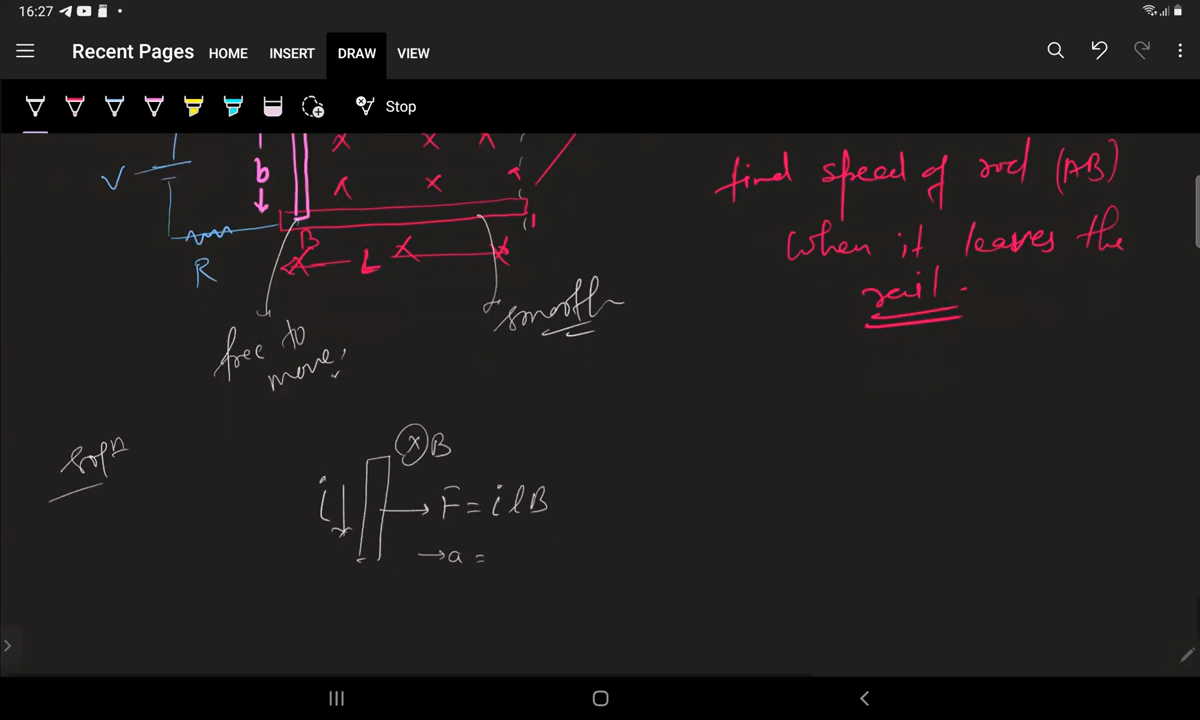 16:27
Recent Pages HOME INSERT DRAW VIEW
Stop
V
b
x x x
x x
R
B
L
find speed of rod (AB)
when it leaves the
rail.
smooth
free to
move
Solⁿ
i
ⓧ B
F = i l B
→ a =